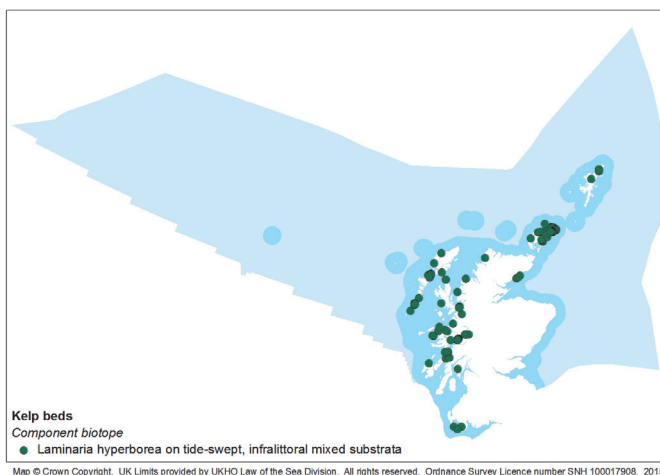 Kelp beds
Component biotope
Laminaria hyperborea on tide-swept, infralittoral mixed substrata
Map © Crown Copyright. UK Limits provided by UKHO Law of the Sea Division. All rights reserved. Ordnance Survey Licence number SNH 100017908.